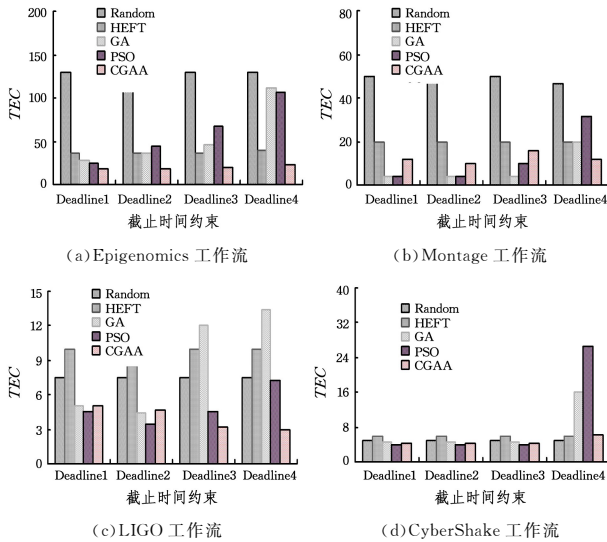 200
150
100
50
0
TEC
Random
HEFT
GA
PSO
CGAA
Deadline1 Deadline2 Deadline3 Deadline4
截止时间约束
(a)Epigenomics 工作流
80
60
40
20
0
TEC
Random
HEFT
GA
PSO
CGAA
Deadline1 Deadline2 Deadline3 Deadline4
截止时间约束
(b)Montage 工作流
15
12
9
6
3
0
TEC
Random
HEFT
GA
PSO
CGAA
Deadline1 Deadline2 Deadline3 Deadline4
截止时间约束
(c)LIGO 工作流
40
32
24
16
8
0
TEC
Random
HEFT
GA
PSO
CGAA
Deadline1 Deadline2 Deadline3 Deadline4
截止时间约束
(d)CyberShake 工作流